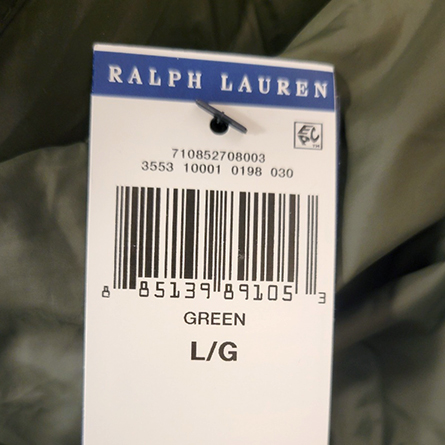 RALPH LAUREN
710852708003
3553 10001 0198 030
8 85139 89105 3
GREEN
L/G